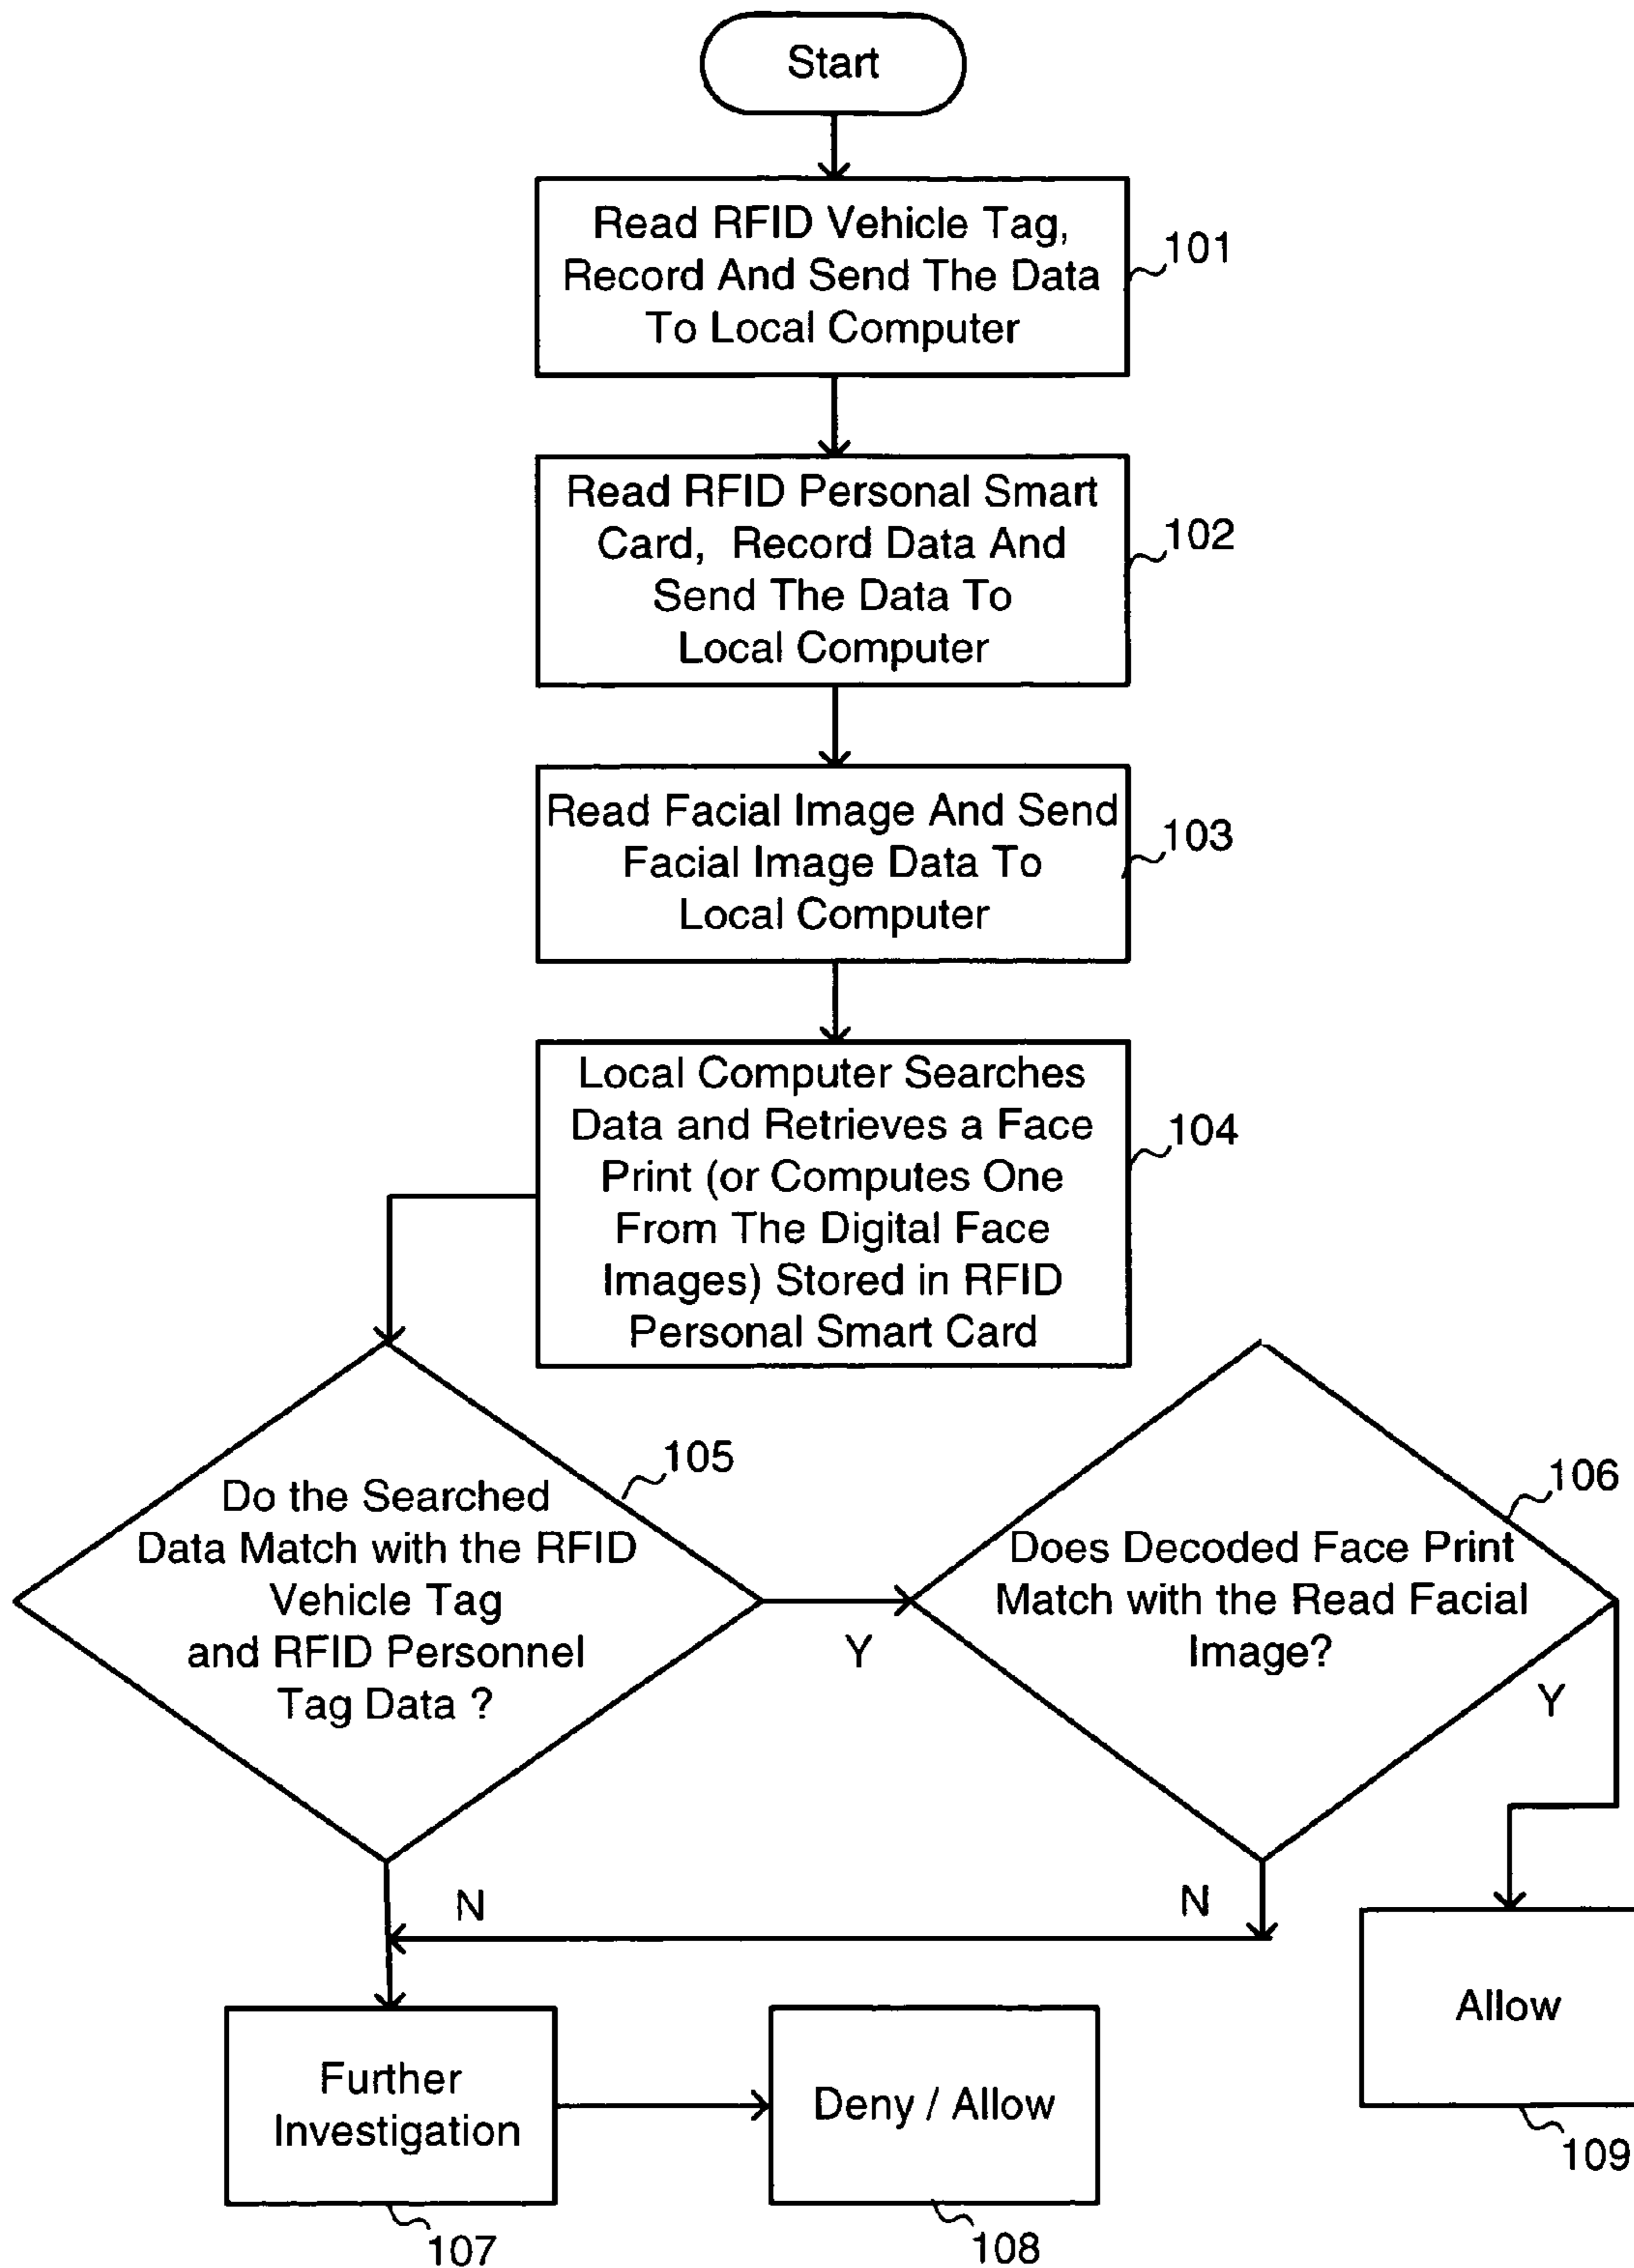 Start
Read RFID Vehicle Tag,
Record And Send The Data
To Local Computer
101
Read RFID Personal Smart
Card, Record Data And
Send The Data To
Local Computer
102
Read Facial Image And Send
Facial Image Data To
Local Computer
103
Local Computer Searches
Data and Retrieves a Face
Print (or Computes One
From The Digital Face
Images) Stored in RFID
Personal Smart Card
104
Do the Searched
Data Match with the RFID
Vehicle Tag
and RFID Personnel
Tag Data ?
105
Y
Does Decoded Face Print
Match with the Read Facial
Image?
106
Y
N
N
Further
Investigation
107
Deny / Allow
108
Allow
109